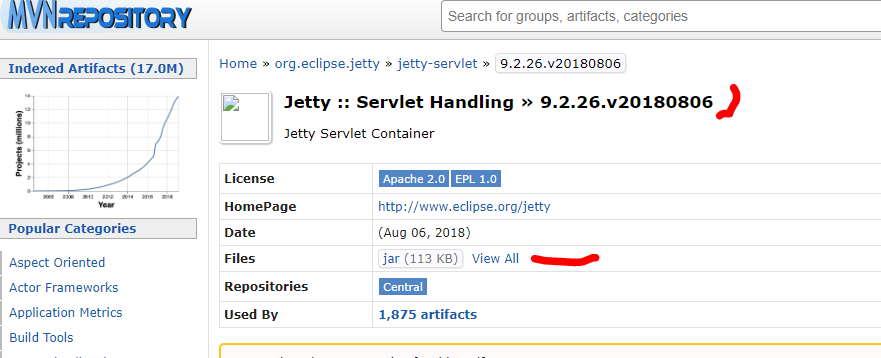 MVNREPOSITORY
Search for groups, artifacts, categories
Indexed Artifacts (17.0M)
Projects (millions)
14
12
10
8
6
4
2
0
2006 2008 2010 2012 2014 2016 2018
Year
Popular Categories
Aspect Oriented
Actor Frameworks
Application Metrics
Build Tools
Home » org.eclipse.jetty » jetty-servlet » 9.2.26.v20180806
Jetty :: Servlet Handling » 9.2.26.v20180806
Jetty Servlet Container
License Apache 2.0 EPL 1.0
HomePage http://www.eclipse.org/jetty
Date (Aug 06, 2018)
Files jar (113 KB) View All
Repositories Central
Used By 1,875 artifacts